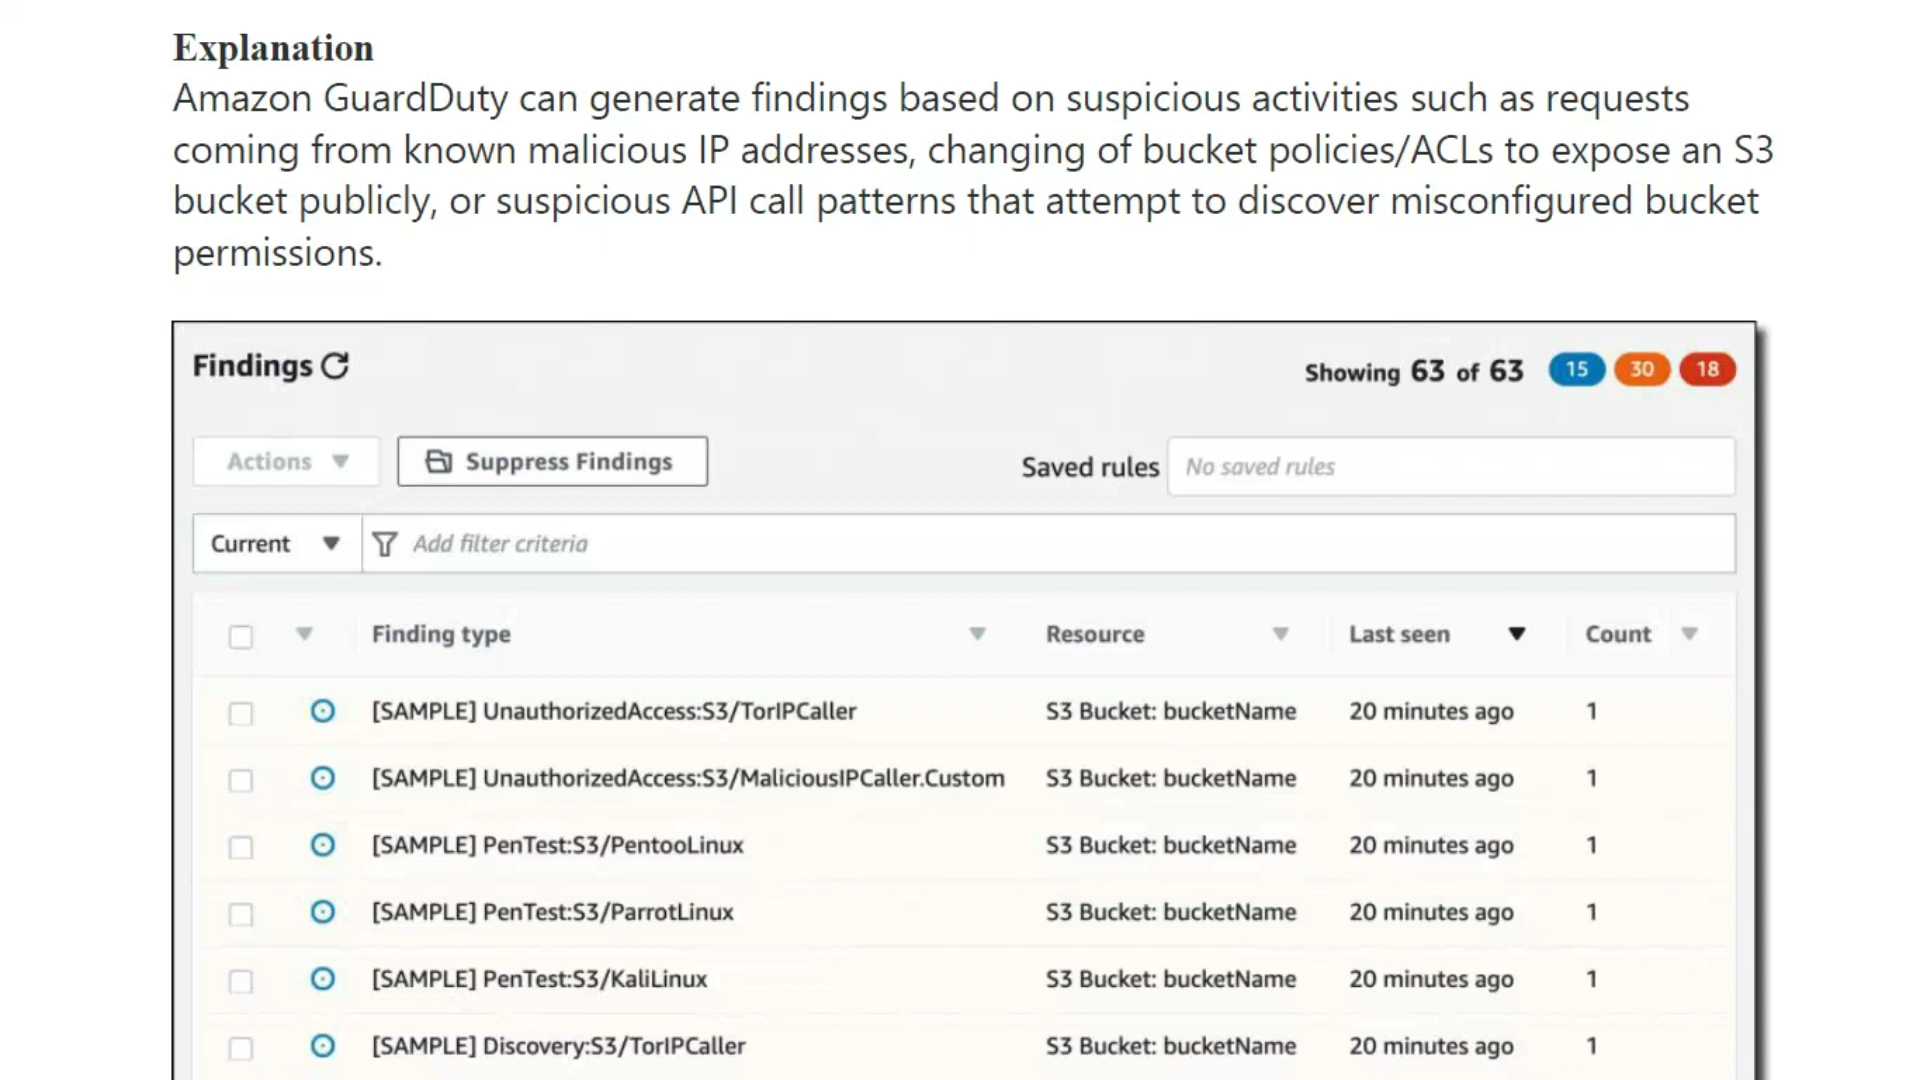 Explanation
Amazon GuardDuty can generate findings based on suspicious activities such as requests
coming from known malicious IP addresses, changing of bucket policies/ACLs to expose an S3
bucket publicly, or suspicious API call patterns that attempt to discover misconfigured bucket
permissions.
Findings Showing 63 of 63 15 30 18
Actions Suppress Findings Saved rules No saved rules
Current Add filter criteria
Finding type Resource Last seen Count
[SAMPLE] UnauthorizedAccess:S3/TorIPCaller S3 Bucket: bucketName 20 minutes ago 1
[SAMPLE] UnauthorizedAccess:S3/MaliciousIPCaller.Custom S3 Bucket: bucketName 20 minutes ago 1
[SAMPLE] PenTest:S3/PentooLinux S3 Bucket: bucketName 20 minutes ago 1
[SAMPLE] PenTest:S3/ParrotLinux S3 Bucket: bucketName 20 minutes ago 1
[SAMPLE] PenTest:S3/KaliLinux S3 Bucket: bucketName 20 minutes ago 1
[SAMPLE] Discovery:S3/TorIPCaller S3 Bucket: bucketName 20 minutes ago 1